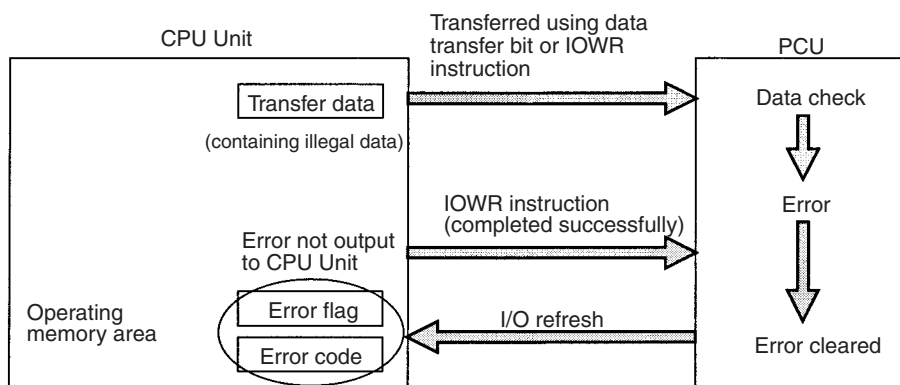 CPU Unit
Transferred using data
transfer bit or IOWR
instruction
PCU
Transfer data
(containing illegal data)
Data check
IOWR instruction
(completed successfully)
Error
Error not output
to CPU Unit
Operating
memory area
Error flag
Error code
I/O refresh
Error cleared